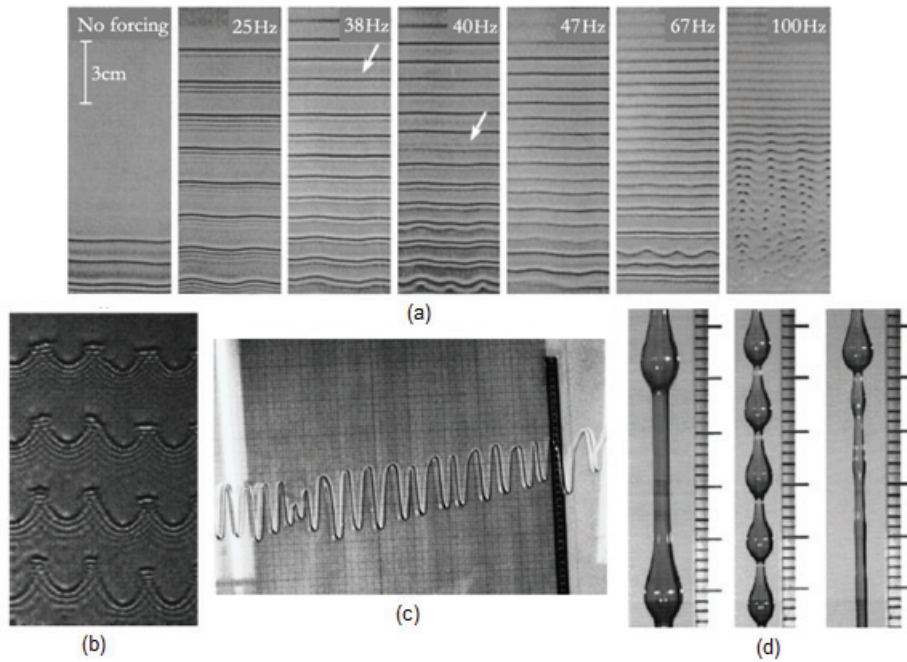 No forcing
25Hz
38Hz
40Hz
47Hz
67Hz
100Hz
3cm
(a)
(b)
(c)
(d)